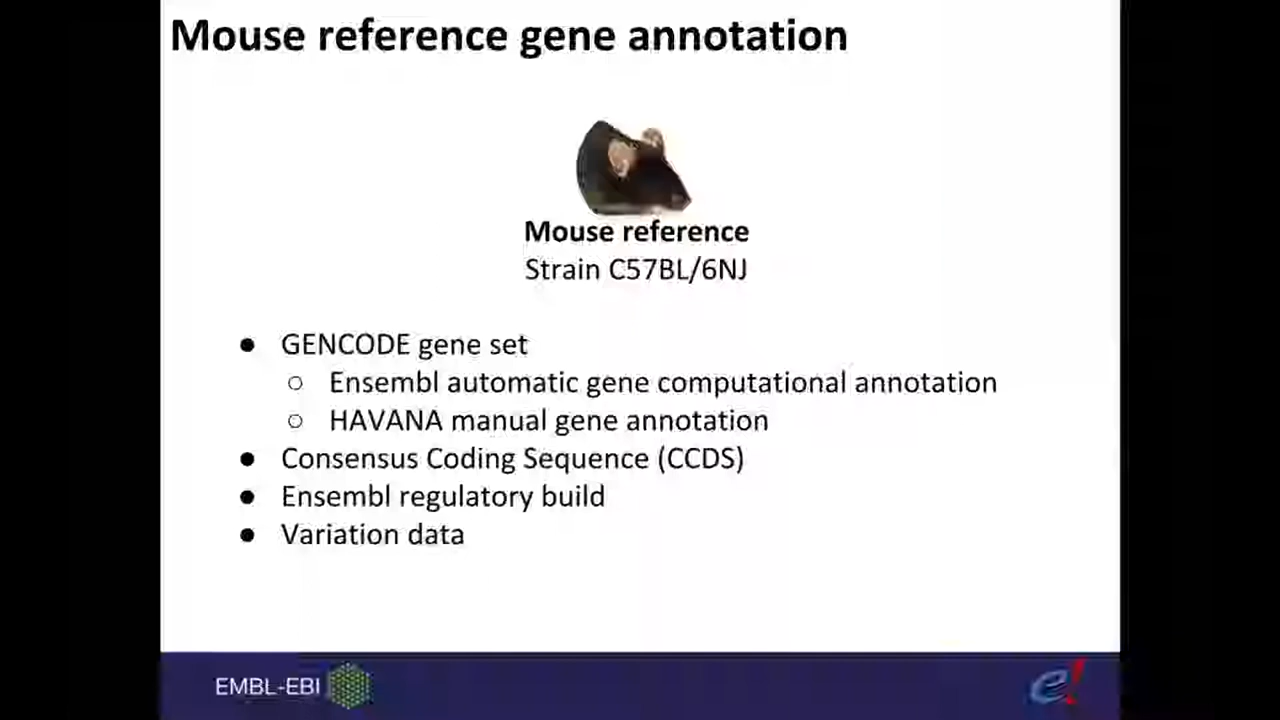 Mouse reference gene annotation
Mouse reference
Strain C57BL/6NJ
● GENCODE gene set
○ Ensembl automatic gene computational annotation
○ HAVANA manual gene annotation
● Consensus Coding Sequence (CCDS)
● Ensembl regulatory build
● Variation data
EMBL-EBI
e!